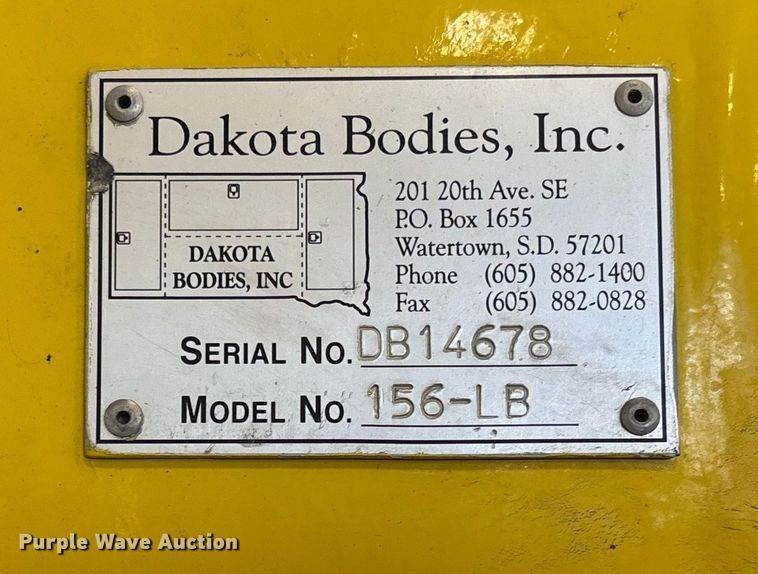 Dakota Bodies, Inc.
DAKOTA
BODIES, INC
201 20th Ave. SE
P.O. Box 1655
Watertown, S.D. 57201
Phone (605) 882-1400
Fax (605) 882-0828
SERIAL NO. DB14678
MODEL NO. 156-LB
Purple Wave Auction